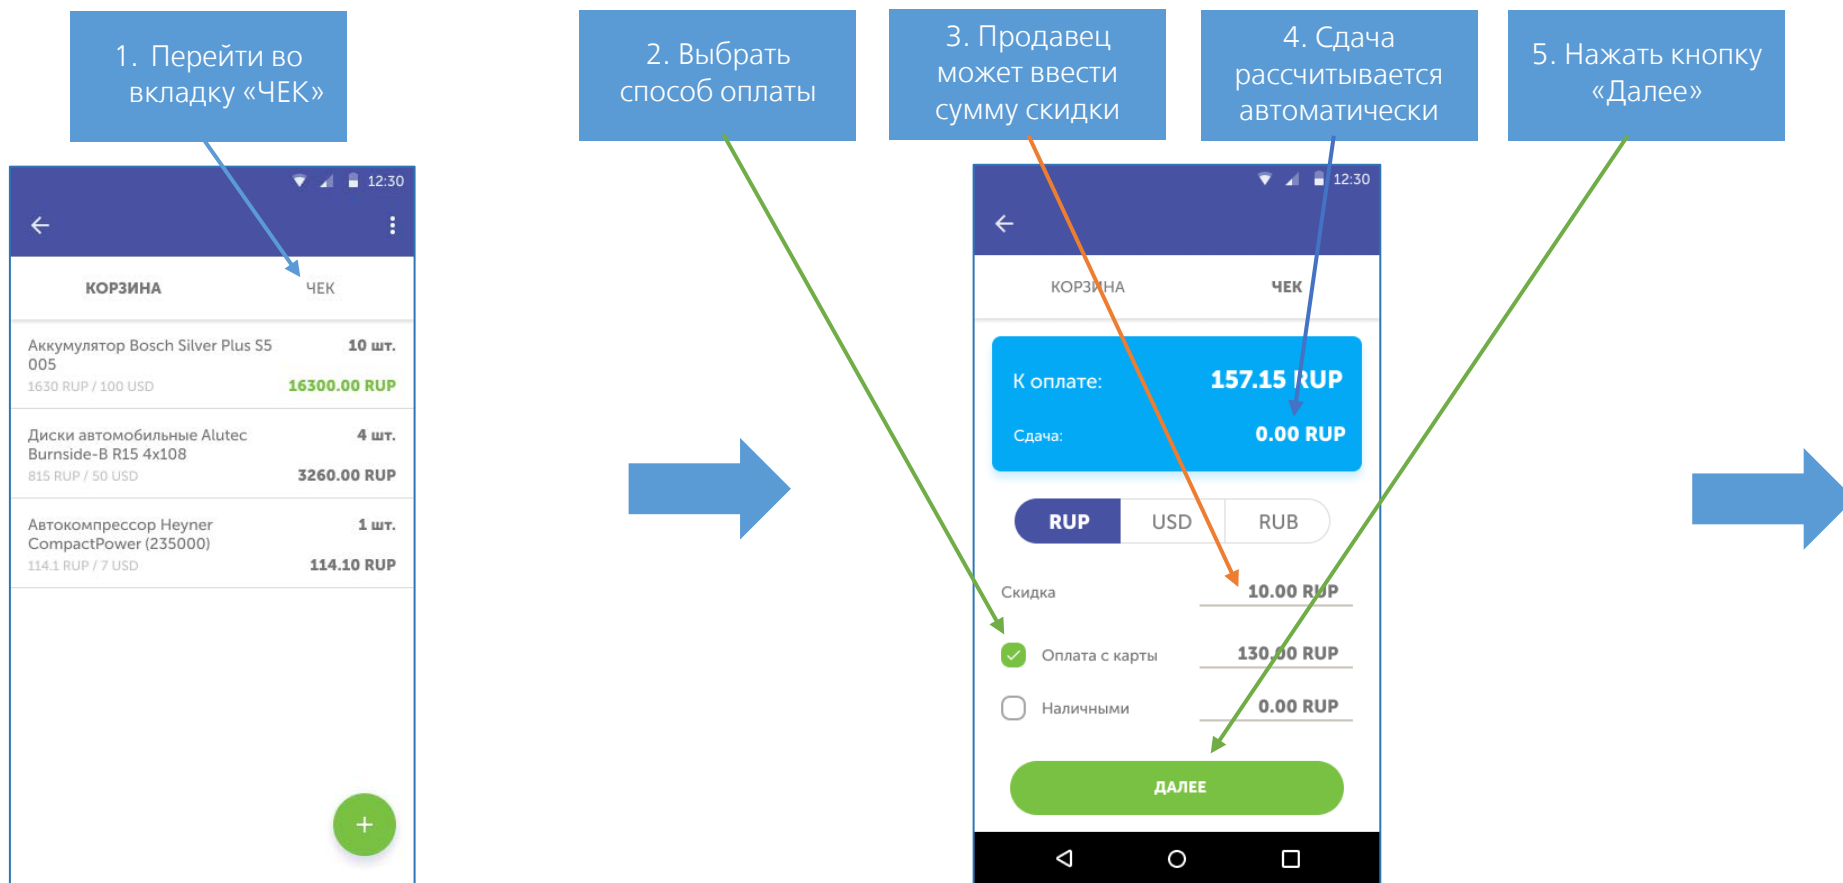 1. Перейти во
вкладку «ЧЕК»
2. Выбрать
способ оплаты
3. Продавец
может ввести
сумму скидки
4. Сдача
рассчитывается
автоматически
5. Нажать кнопку
«Далее»
12:30
КОРЗИНА ЧЕК
Аккумулятор Bosch Silver Plus S5 10 шт.
005
1630 RUP / 100 USD 16300.00 RUP
Диски автомобильные Alutec 4 шт.
Burnside-B R15 4x108
815 RUP / 50 USD 3260.00 RUP
Автокомпрессор Heyner 1 шт.
CompactPower (235000)
114.1 RUP / 7 USD 114.10 RUP
+
12:30
КОРЗИНА ЧЕК
К оплате: 157.15 RUP
Сдача: 0.00 RUP
RUP USD RUB
Скидка 10.00 RUP
Оплата с карты 130.00 RUP
Наличными 0.00 RUP
ДАЛЕЕ